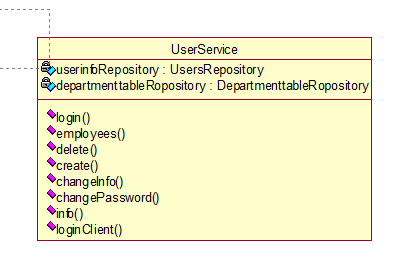 UserService
userinfoRepository : UsersRepository
departmenttableRopository : DepartmenttableRopository
login()
employees()
delete()
create()
changeInfo()
changePassword()
info()
loginClient()